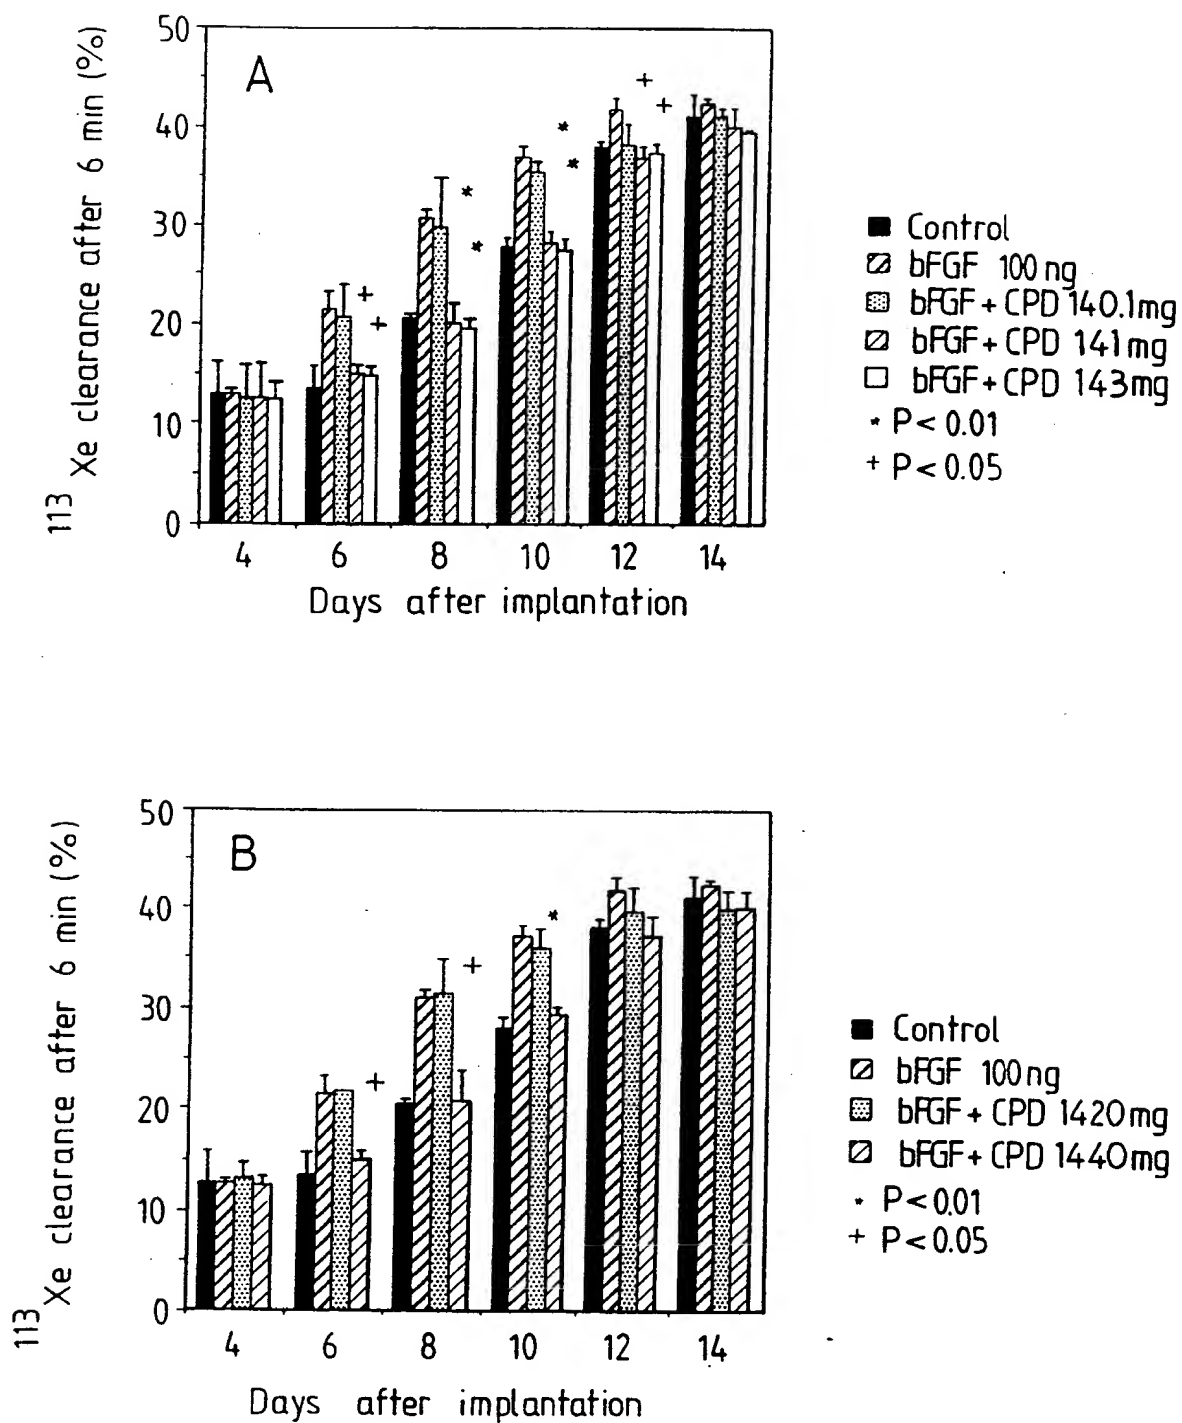 A
50
40
30
20
10
0
113Xe clearance after 6 min (%)
4 6 8 10 12 14
Days after implantation
+
+
*
*
*
*
+
+
Control
bFGF 100 ng
bFGF + CPD 140.1mg
bFGF + CPD 141mg
bFGF + CPD 143mg
* P < 0.01
+ P < 0.05
B
50
40
30
20
10
0
113Xe clearance after 6 min (%)
4 6 8 10 12 14
Days after implantation
+
+
*
Control
bFGF 100ng
bFGF + CPD 1420mg
bFGF + CPD 1440mg
* P < 0.01
+ P < 0.05